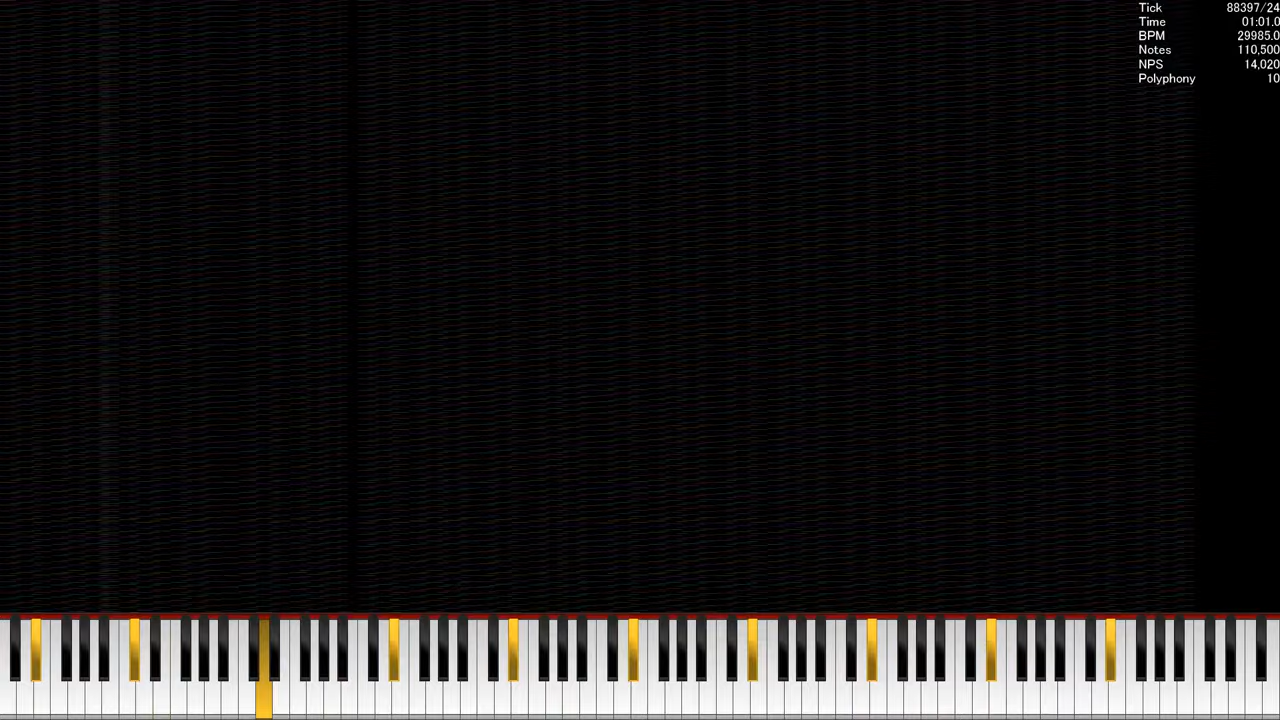 Tick 88397/24
Time 01:01.0
BPM 29985.0
Notes 110,500
NPS 14,020
Polyphony 10